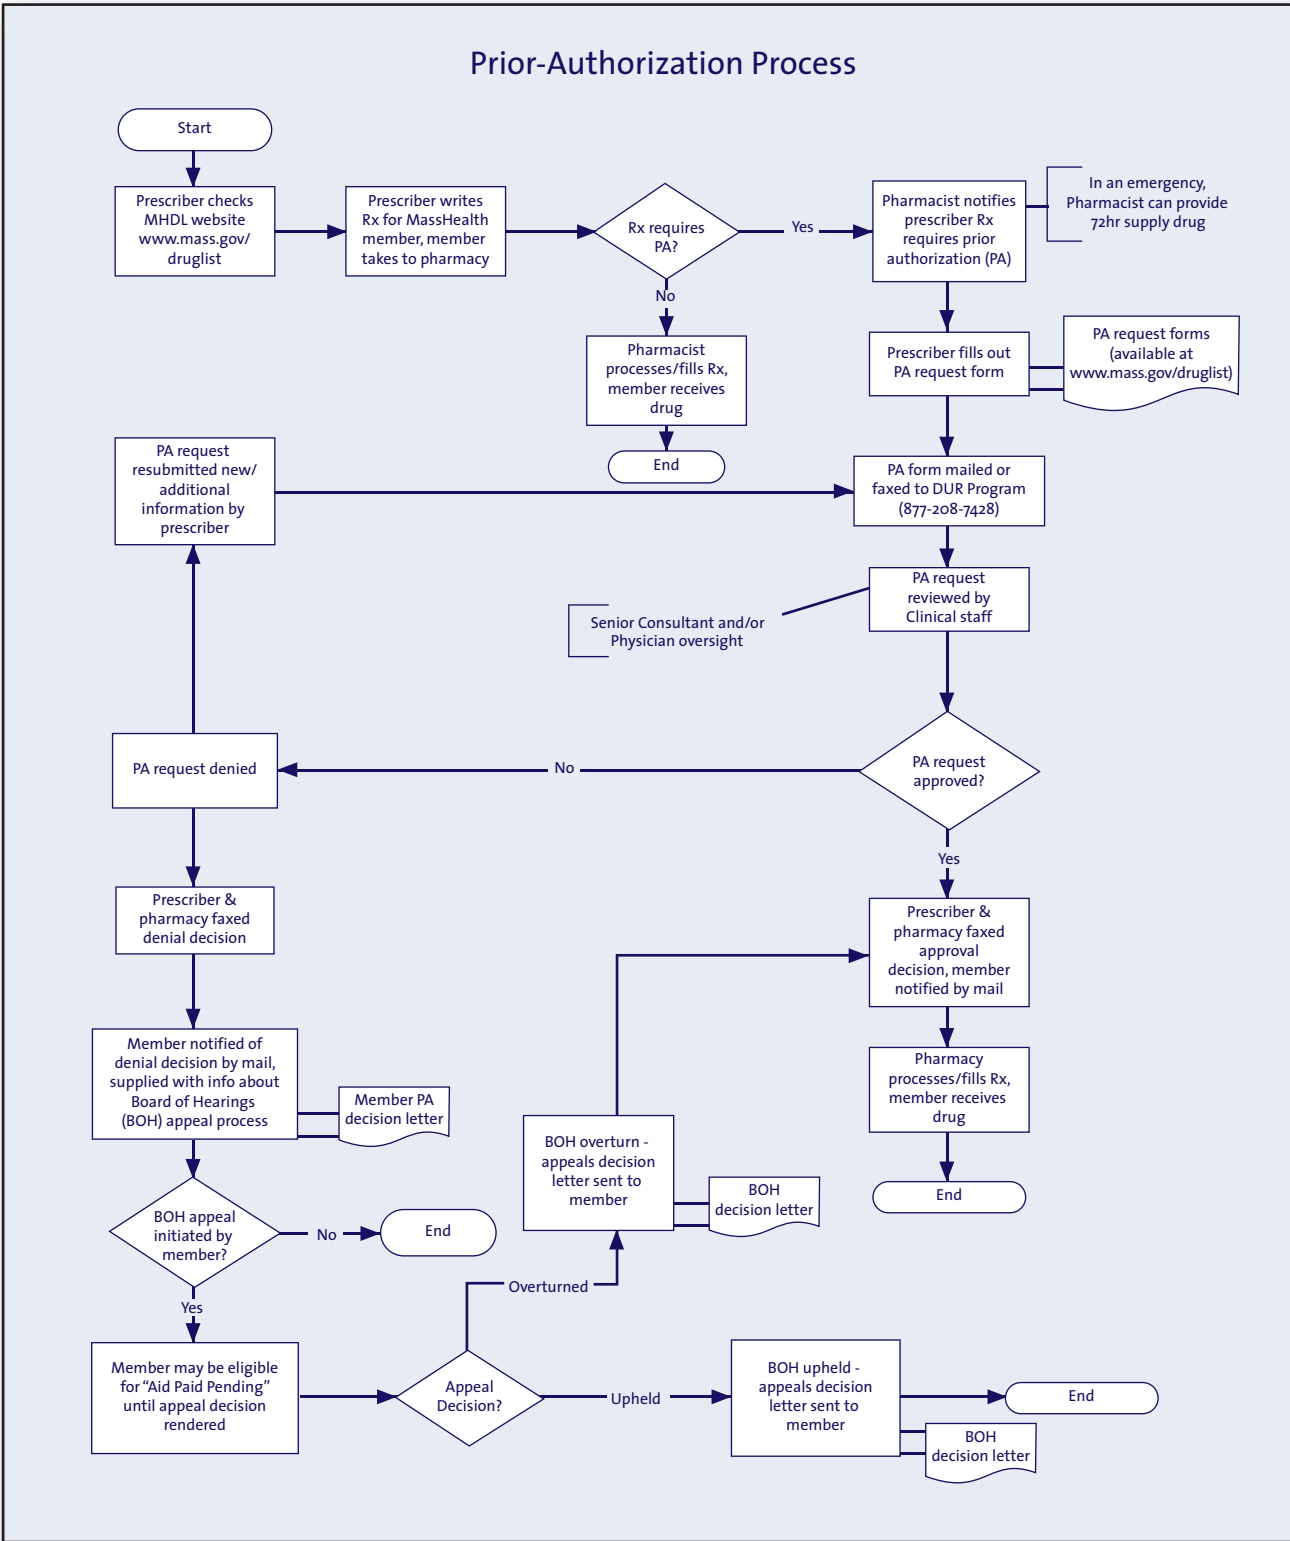 Prior-Authorization Process
Start
Prescriber checks
MHDL website
www.mass.gov/
druglist
Prescriber writes
Rx for MassHealth
member, member
takes to pharmacy
Rx requires
PA?
Yes
Pharmacist notifies
prescriber Rx
requires prior
authorization (PA)
In an emergency,
Pharmacist can provide
72hr supply drug
No
Pharmacist
processes/fills Rx,
member receives
drug
End
Prescriber fills out
PA request form
PA request forms
(available at
www.mass.gov/druglist)
PA request
resubmitted new/
additional
information by
prescriber
PA form mailed or
faxed to DUR Program
(877-208-7428)
PA request
reviewed by
Clinical staff
Senior Consultant and/or
Physician oversight
PA request denied
No
PA request
approved?
Yes
Prescriber &
pharmacy faxed
denial decision
Prescriber &
pharmacy faxed
approval
decision, member
notified by mail
Member notified of
denial decision by mail,
supplied with info about
Board of Hearings
(BOH) appeal process
Member PA
decision letter
Pharmacy
processes/fills Rx,
member receives
drug
End
BOH overturn -
appeals decision
letter sent to
member
BOH
decision letter
BOH appeal
initiated by
member?
No
End
Yes
Overturned
Member may be eligible
for “Aid Paid Pending”
until appeal decision
rendered
Appeal
Decision?
Upheld
BOH upheld -
appeals decision
letter sent to
member
End
BOH
decision letter